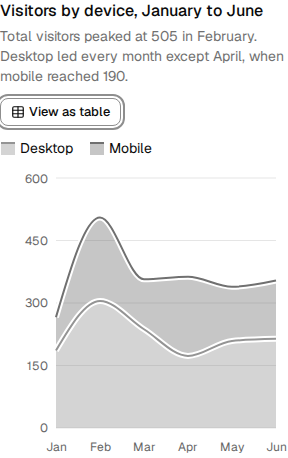 Visitors by device, January to June
Total visitors peaked at 505 in February.
Desktop led every month except April, when
mobile reached 190.
View as table
Desktop Mobile
600
450
300
150
0
Jan Feb Mar Apr May Jun